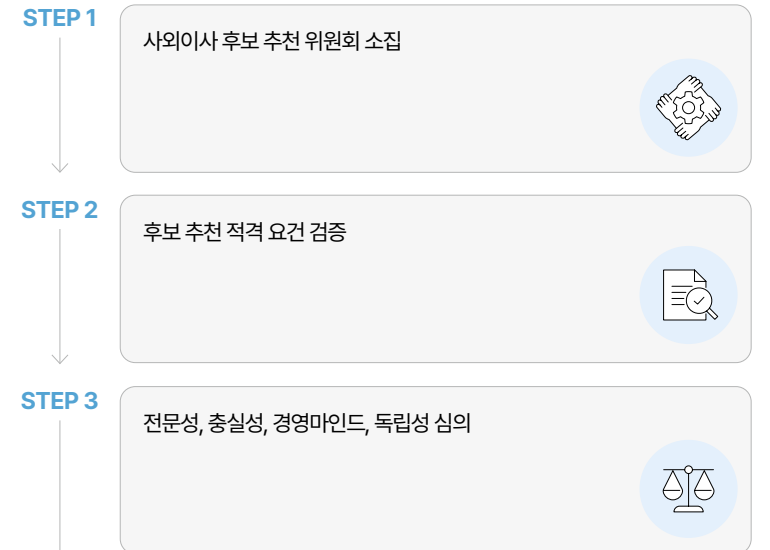 STEP 1
사외이사 후보 추천 위원회 소집
STEP 2
후보 추천 적격 요건 검증
STEP 3
전문성, 충실성, 경영마인드, 독립성 심의